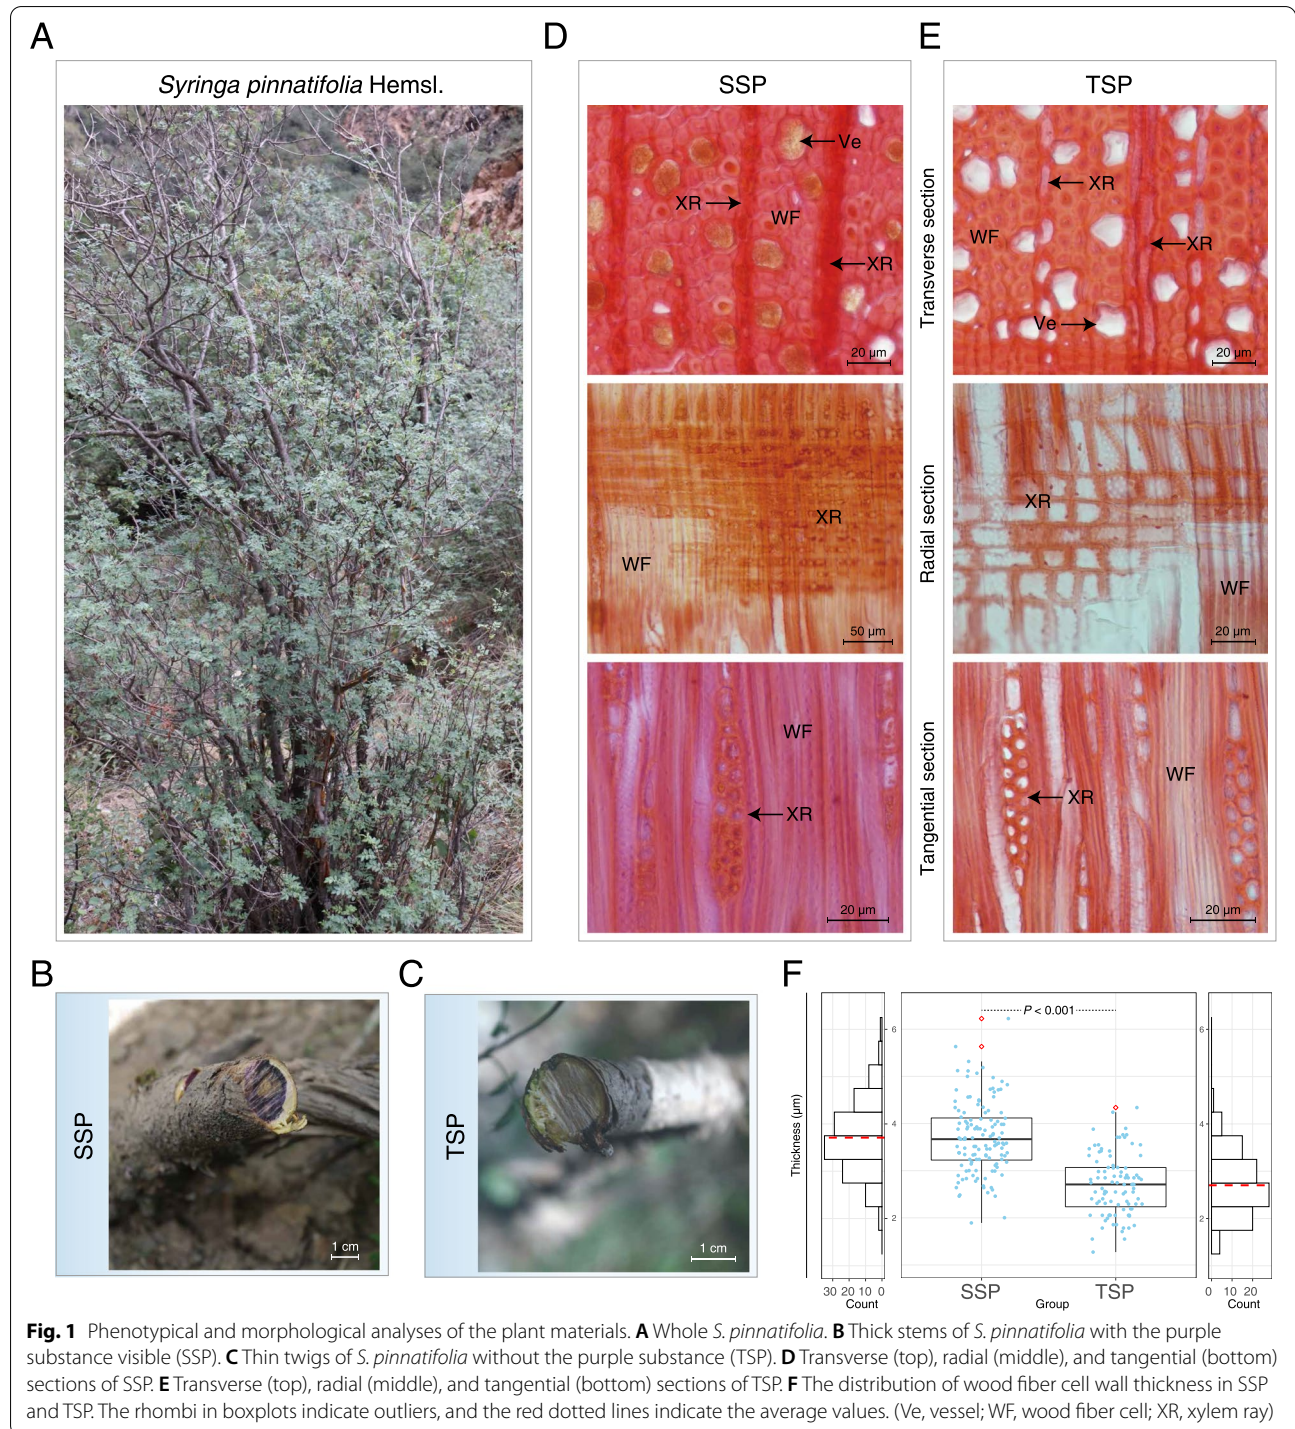 A
Syringa pinnatifolia Hemsl.
D
SSP
Ve
XR
WF
XR
20 µm
XR
WF
50 µm
WF
XR
20 µm
E
TSP
Transverse section
XR
WF
XR
Ve
20 µm
Radial section
XR
WF
20 µm
Tangential section
WF
XR
20 µm
B
SSP
1 cm
C
TSP
1 cm
F
Thickness (µm)
P < 0.001
6
4
2
6
4
2
30 20 10 0
Count
SSP
TSP
Group
0 10 20
Count
Fig. 1 Phenotypical and morphological analyses of the plant materials. A Whole S. pinnatifolia. B Thick stems of S. pinnatifolia with the purple
substance visible (SSP). C Thin twigs of S. pinnatifolia without the purple substance (TSP). D Transverse (top), radial (middle), and tangential (bottom)
sections of SSP. E Transverse (top), radial (middle), and tangential (bottom) sections of TSP. F The distribution of wood fiber cell wall thickness in SSP
and TSP. The rhombi in boxplots indicate outliers, and the red dotted lines indicate the average values. (Ve, vessel; WF, wood fiber cell; XR, xylem ray)